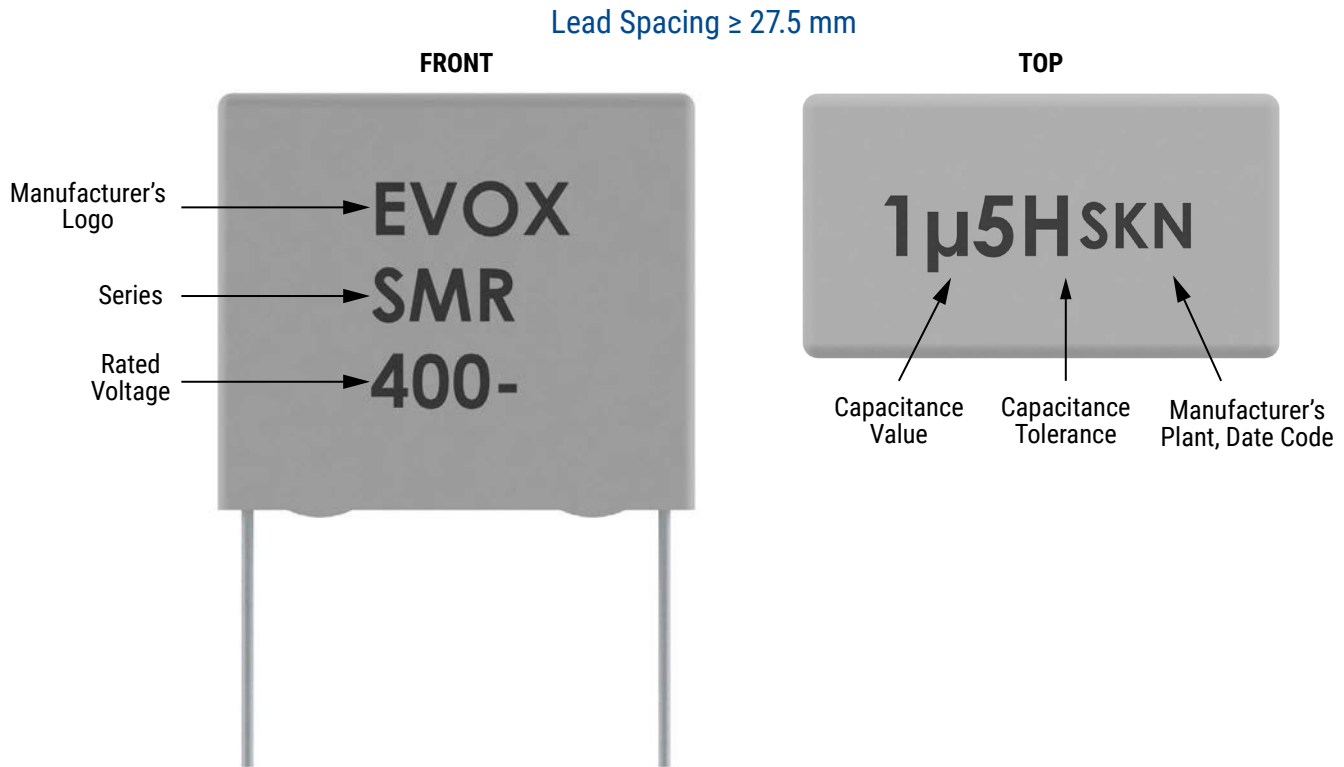 Lead Spacing ≥ 27.5 mm
FRONT
TOP
Manufacturer's
Logo
EVOX
Series
SMR
Rated
Voltage
400-
1µ5H SKN
Capacitance
Value
Capacitance
Tolerance
Manufacturer's
Plant, Date Code